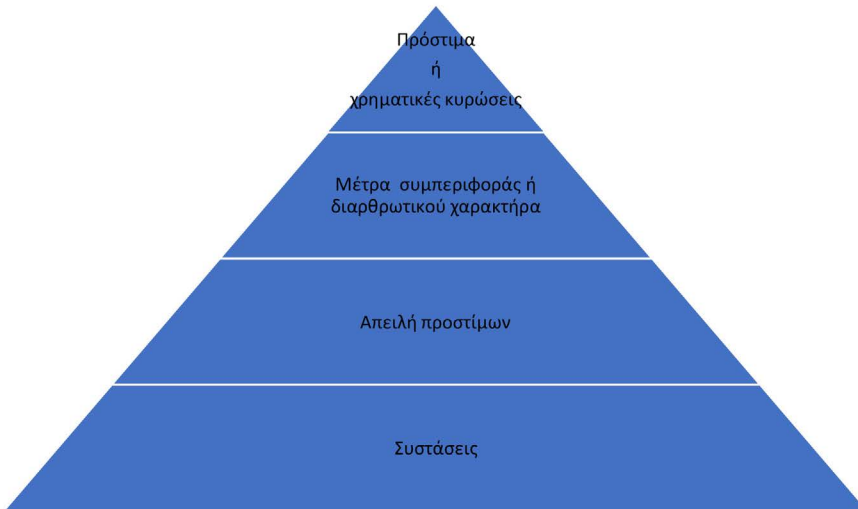 Πρόστιμα
ή
χρηματικές κυρώσεις
Μέτρα συμπεριφοράς ή
διαρθρωτικού χαρακτήρα
Απειλή προστίμων
Συστάσεις